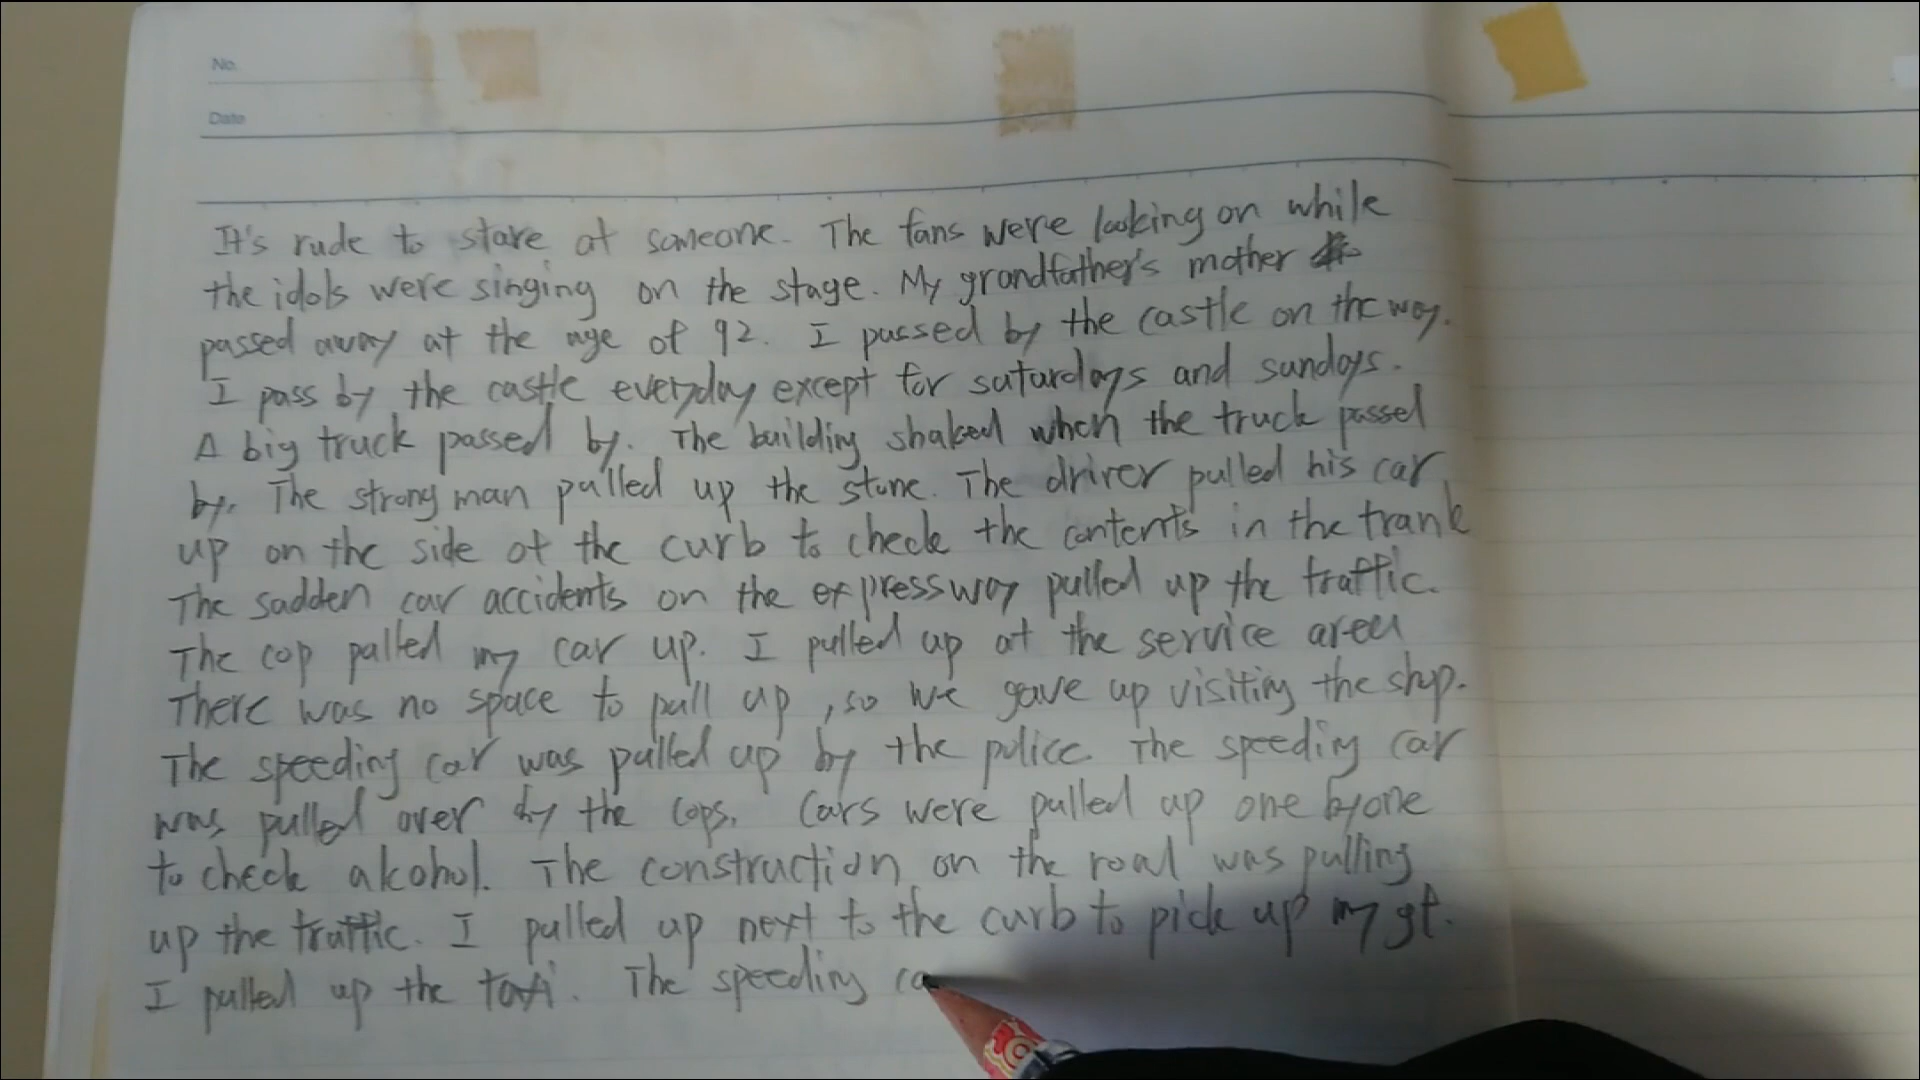 No.
Date
It's rude to stare at someone. The fans were looking on while
the idols were singing on the stage. My grandfather's mother
passed away at the age of 92. I passed by the castle on the way.
I pass by the castle everyday except for saturdays and sundays.
A big truck passed by. The building shaked when the truck passed
by. The strong man pulled up the stone. The driver pulled his car
up on the side of the curb to check the contents in the trank
The sadden car accidents on the expressway pulled up the traffic.
The cop palled my car up. I pulled up at the service area
There was no space to pull up, so we gave up visiting the shop.
The speeding car was pulled up by the police. The speeding car
was pulled over by the cops. Cars were pulled up one by one
to check alcohol. The construction on the road was pulling
up the traffic. I pulled up next to the curb to pick up my gf.
I pulled up the taxi. The speeding ca